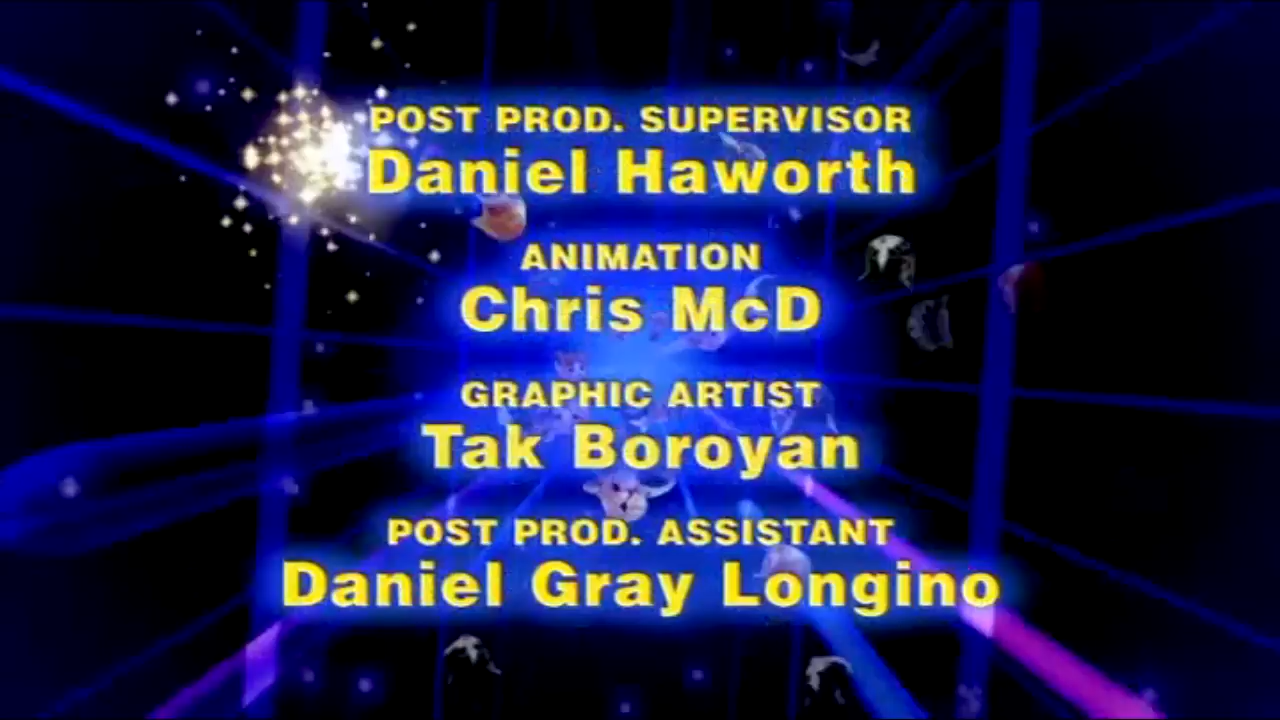 POST PROD. SUPERVISOR
Daniel Haworth
ANIMATION
Chris McD
GRAPHIC ARTIST
Tak Boroyan
POST PROD. ASSISTANT
Daniel Gray Longino